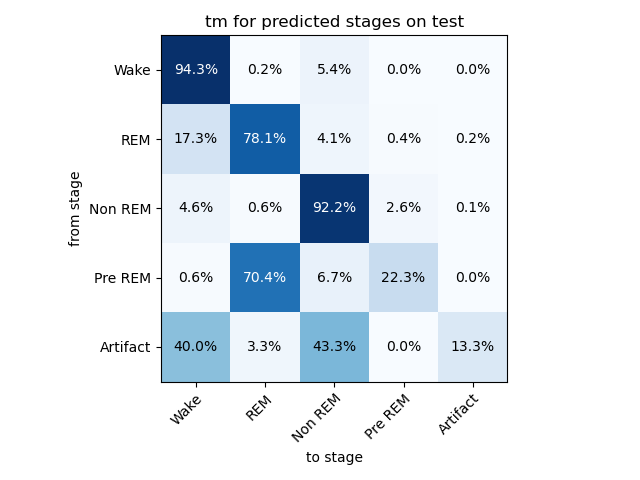 tm for predicted stages on test
Wake 94.3% 0.2% 5.4% 0.0% 0.0%
REM 17.3% 78.1% 4.1% 0.4% 0.2%
Non REM 4.6% 0.6% 92.2% 2.6% 0.1%
Pre REM 0.6% 70.4% 6.7% 22.3% 0.0%
Artifact 40.0% 3.3% 43.3% 0.0% 13.3%
from stage
Wake REM Non REM Pre REM Artifact
to stage